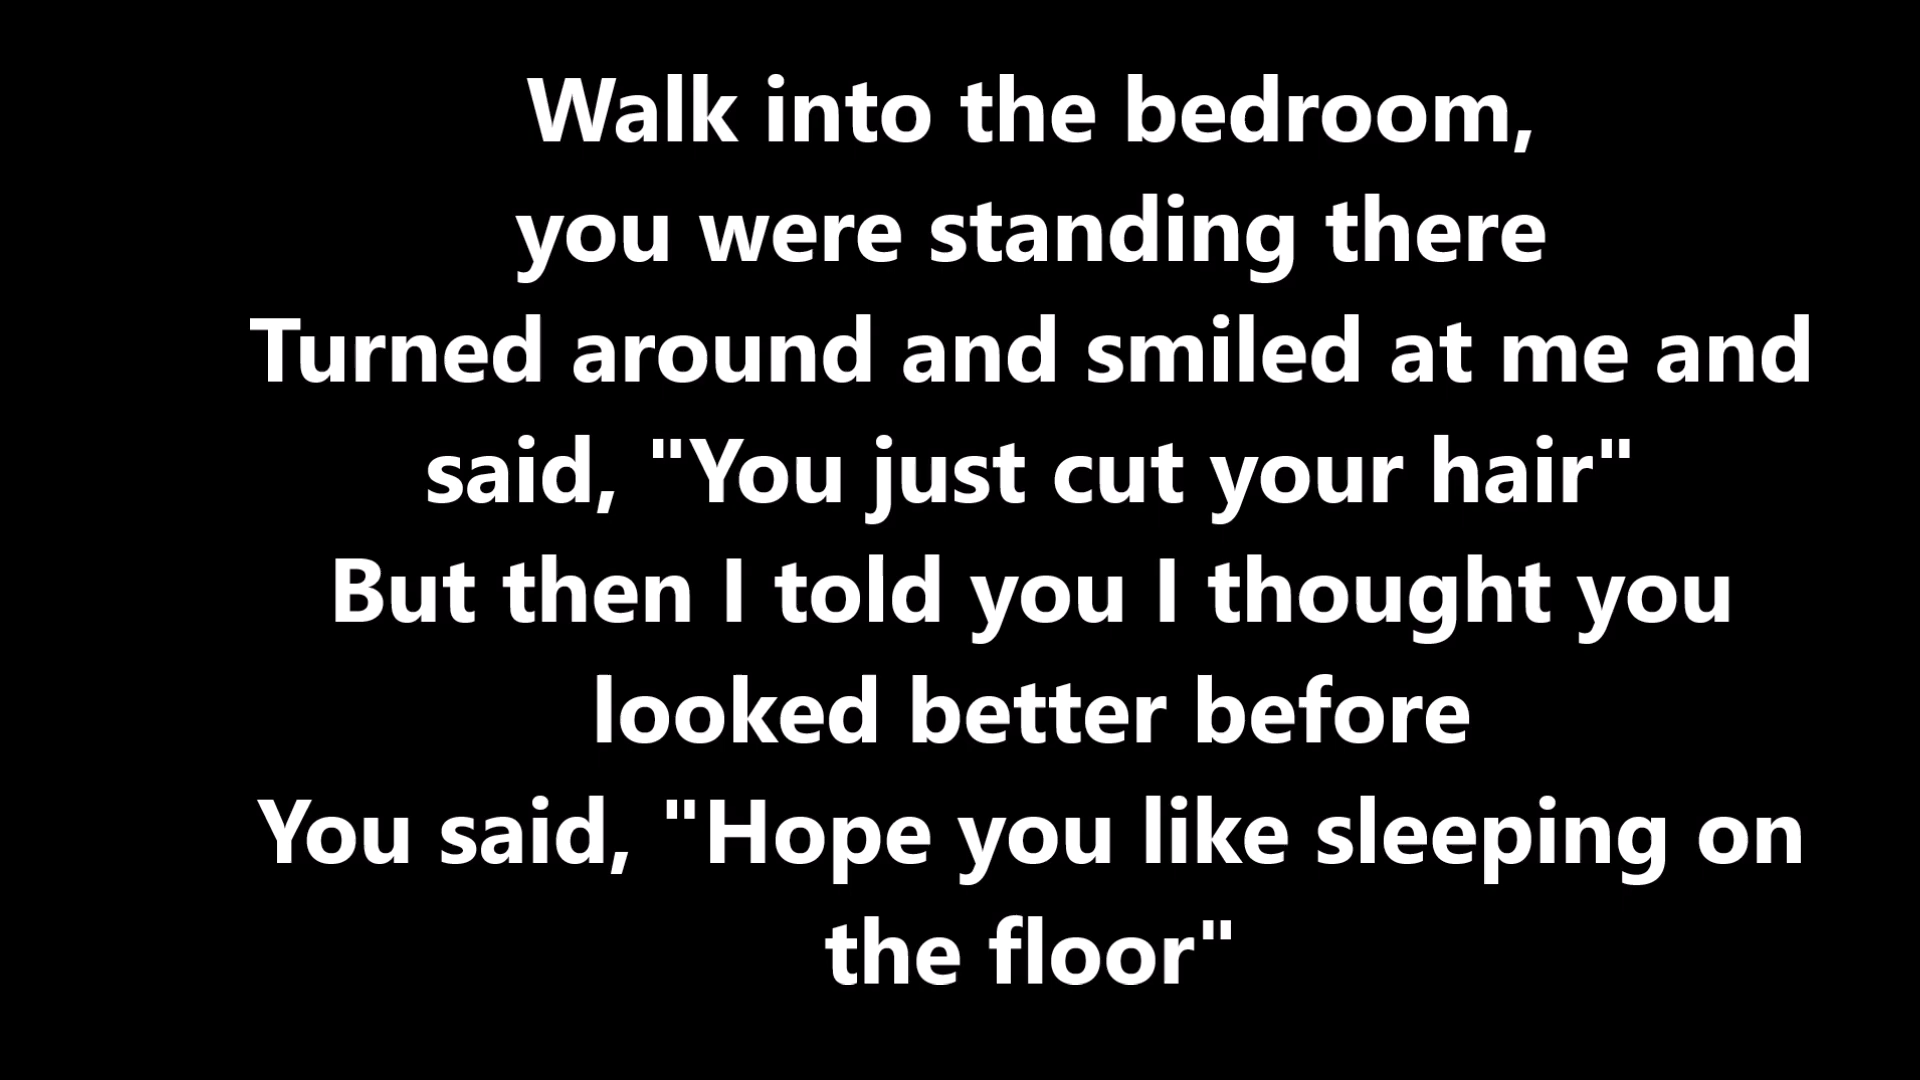 Walk into the bedroom,
you were standing there
Turned around and smiled at me and
said, "You just cut your hair"
But then I told you I thought you
looked better before
You said, "Hope you like sleeping on
the floor"